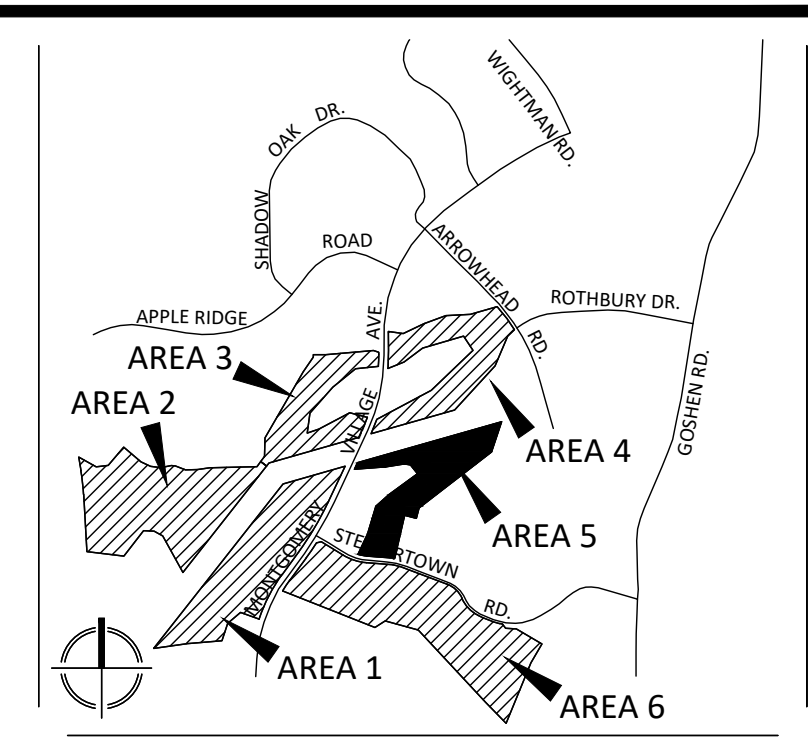 WIGHTMAN RD.
SHADOW OAK DR.
ROAD
ARROWHEAD RD.
ROTHBURY DR.
APPLE RIDGE
AVE.
AREA 3
AREA 2
VILLAGE
GOSHEN RD.
AREA 4
AREA 5
MONTGOMERY
STEWARTOWN RD.
AREA 1
AREA 6